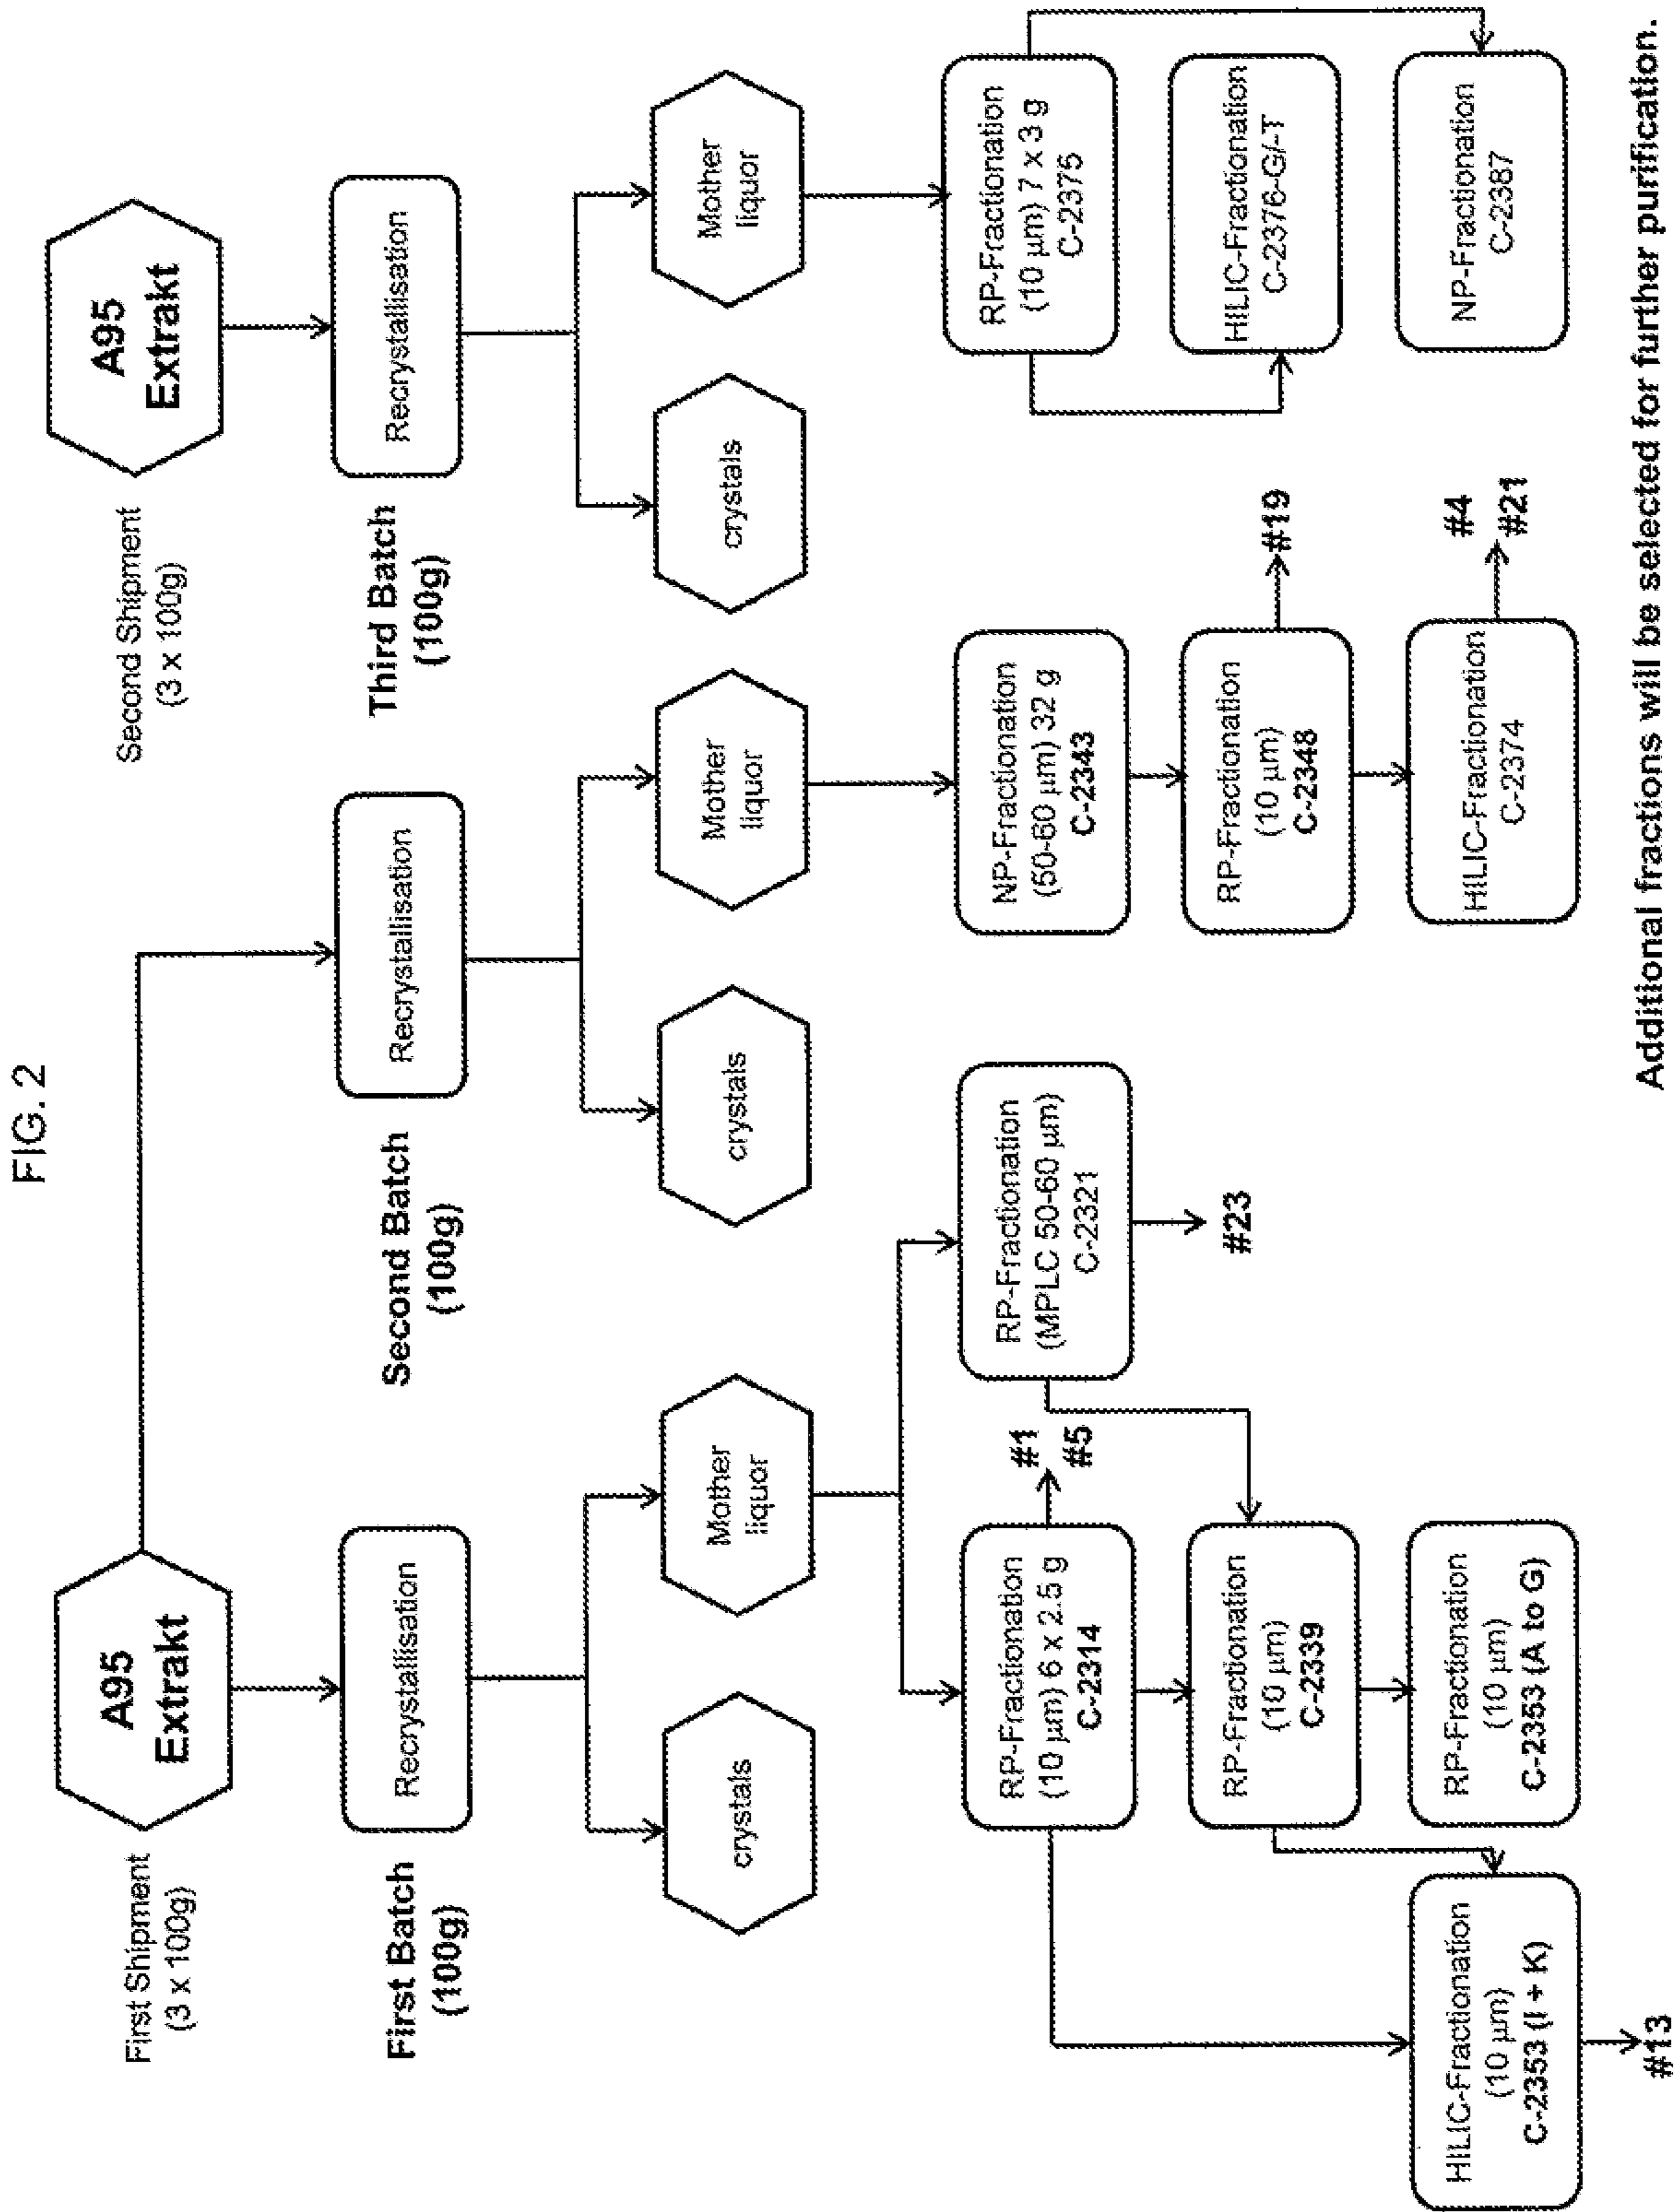 FIG. 2
First Shipment
(3 x 100g)
A95
Extrakt
Second Shipment
(3 x 100g)
A95
Extrakt
First Batch
(100g)
Recrystallisation
Second Batch
(100g)
Recrystallisation
Third Batch
(100g)
Recrystallisation
crystals
Mother
liquor
crystals
Mother
liquor
crystals
Mother
liquor
RP-Fractionation
(10 µm) 6 x 2.5 g
C-2314
#1
#5
RP-Fractionation
(MPLC 50-60 µm)
C-2321
#23
NP-Fractionation
(50-60 µm) 32 g
C-2343
RP-Fractionation
(10 µm) 7 x 3 g
C-2375
RP-Fractionation
(10 µm)
C-2339
RP-Fractionation
(10 µm)
C-2348
#19
HILIC-Fractionation
C-2376-G/-T
HILIC-Fractionation
(10 µm)
C-2353 (I + K)
#13
RP-Fractionation
(10 µm)
C-2353 (A to G)
HILIC-Fractionation
C-2374
#4
#21
NP-Fractionation
C-2387
Additional fractions will be selected for further purification.